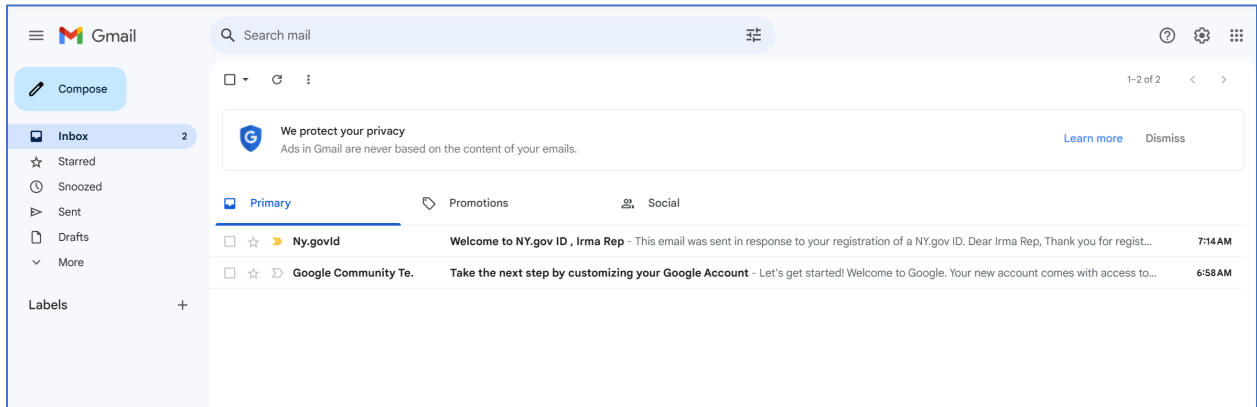 Gmail
Search mail
Compose
1–2 of 2
Inbox 2
Starred
Snoozed
Sent
Drafts
More
Labels
We protect your privacy
Ads in Gmail are never based on the content of your emails.
Learn more Dismiss
Primary Promotions Social
Ny.govId Welcome to NY.gov ID , Irma Rep - This email was sent in response to your registration of a NY.gov ID. Dear Irma Rep, Thank you for regist... 7:14 AM
Google Community Te. Take the next step by customizing your Google Account - Let's get started! Welcome to Google. Your new account comes with access to... 6:58 AM